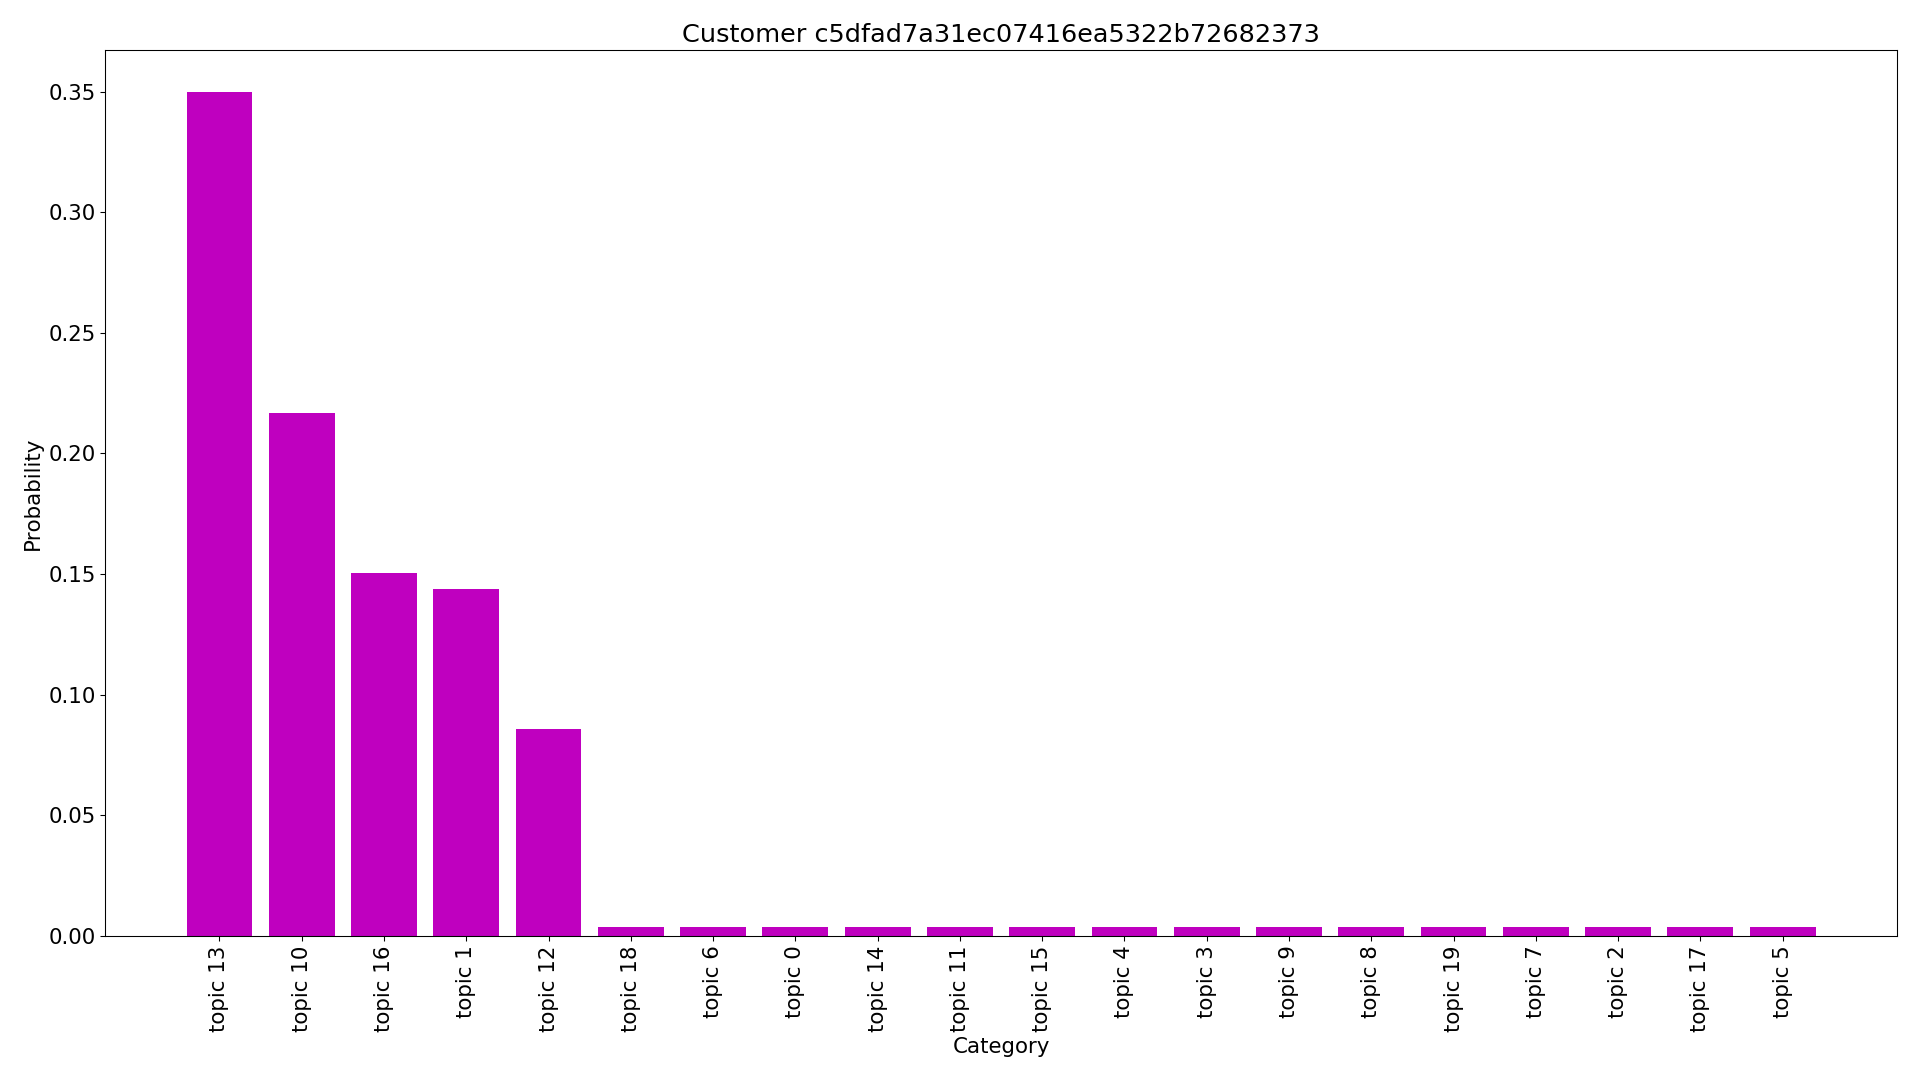 Customer c5dfad7a31ec07416ea5322b72682373
Probability
0.35
0.30
0.25
0.20
0.15
0.10
0.05
0.00
topic 13
topic 10
topic 16
topic 1
topic 12
topic 18
topic 6
topic 0
topic 14
topic 11
topic 15
topic 4
topic 3
topic 9
topic 8
topic 19
topic 7
topic 2
topic 17
topic 5
Category